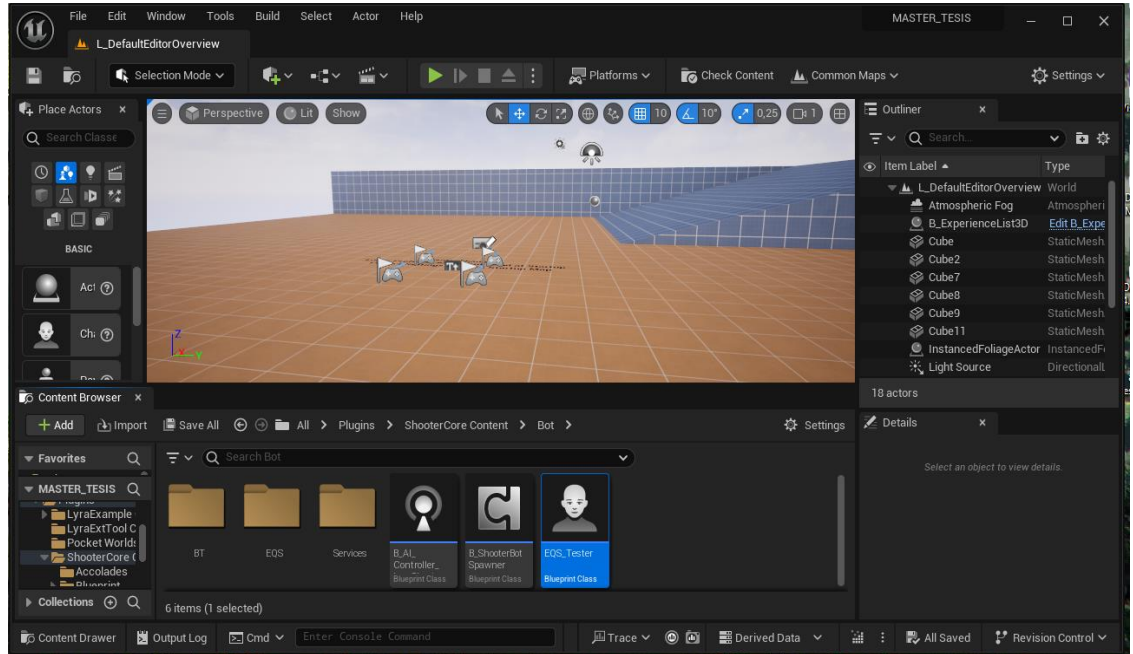 File Edit Window Tools Build Select Actor Help MASTER_TESIS
L_DefaultEditorOverview
Selection Mode Platforms Check Content Common Maps Settings
Place Actors
Search Classe
BASIC
Act
Cha
Perspective Lit Show 10 10° 0,25 1
Outliner
Search...
Item Label Type
L_DefaultEditorOverview World
Atmospheric Fog Atmospheri
B_ExperienceList3D Edit B_Expe
Cube StaticMesh
Cube2 StaticMesh
Cube7 StaticMesh
Cube8 StaticMesh
Cube9 StaticMesh
Cube11 StaticMesh
InstancedFoliageActor InstancedF
Light Source DirectionalL
18 actors
Content Browser
Add Import Save All All > Plugins > ShooterCore Content > Bot > Settings
Favorites
Search Bot
MASTER_TESIS
LyraExample
LyraExtTool C
Pocket Worlds
ShooterCore C
Accolades
Collections
BT
EQS
Services
B_AI_
Controller_
Blueprint Class
B_ShooterBot
Spawner
Blueprint Class
EQS_Tester
Blueprint Class
6 items (1 selected)
Details
Select an object to view details.
Content Drawer Output Log Cmd Enter Console Command Trace Derived Data All Saved Revision Control